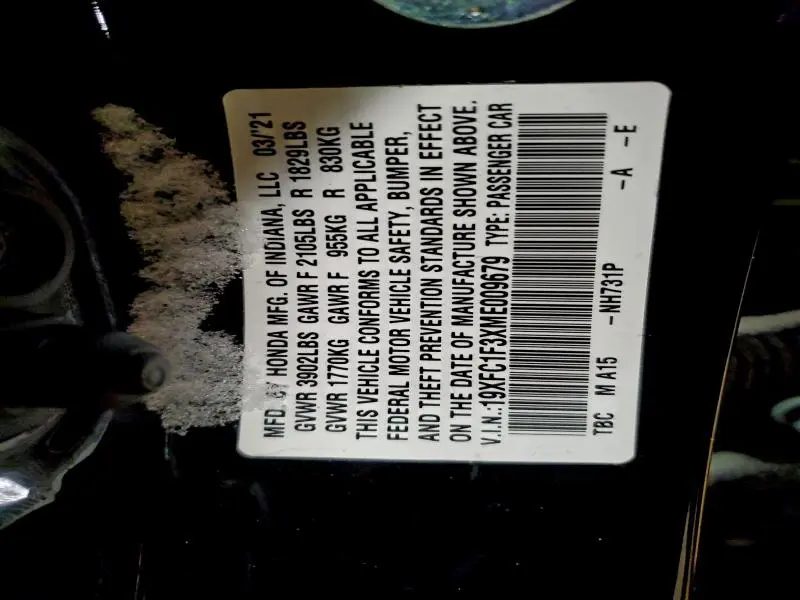 MFD. BY HONDA MFG. OF INDIANA, LLC 03/'21
GVWR 3902LBS GAWR F 2105LBS R 1829LBS
GVWR 1770KG GAWR F 955KG R 830KG
THIS VEHICLE CONFORMS TO ALL APPLICABLE
FEDERAL MOTOR VEHICLE SAFETY, BUMPER,
AND THEFT PREVENTION STANDARDS IN EFFECT
ON THE DATE OF MANUFACTURE SHOWN ABOVE.
V.I.N.:19XFC1F3XME009679 TYPE: PASSENGER CAR
TBC M A15 -NH731P -A -E